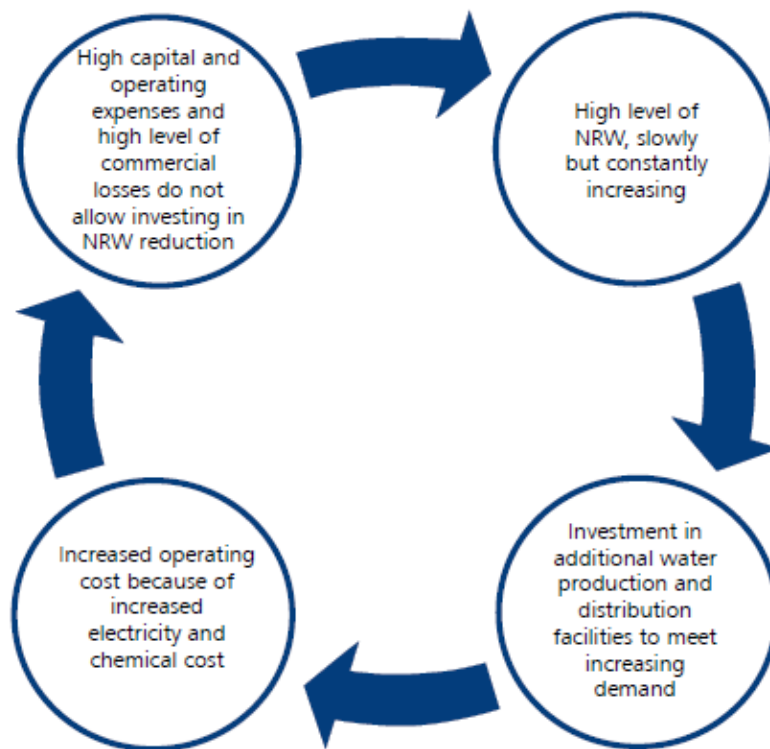 High capital and
operating
expenses and
high level of
commercial
losses do not
allow investing in
NRW reduction
High level of
NRW, slowly
but constantly
increasing
Investment in
additional water
production and
distribution
facilities to meet
increasing
demand
Increased operating
cost because of
increased
electricity and
chemical cost